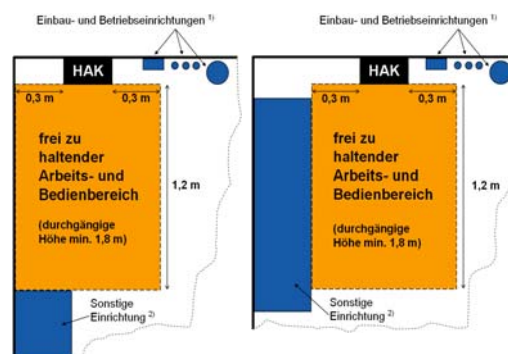 Einbau- und Betriebseinrichtungen 1)
HAK
0,3 m
0,3 m
frei zu
haltender
Arbeits- und
Bedienbereich
(durchgängige
Höhe min. 1,8 m)
1,2 m
Sonstige
Einrichtung 2)
Einbau- und Betriebseinrichtungen 1)
HAK
0,3 m
0,3 m
frei zu
haltender
Arbeits- und
Bedienbereich
(durchgängige
Höhe min. 1,8 m)
1,2 m
Sonstige
Einrichtung 2)